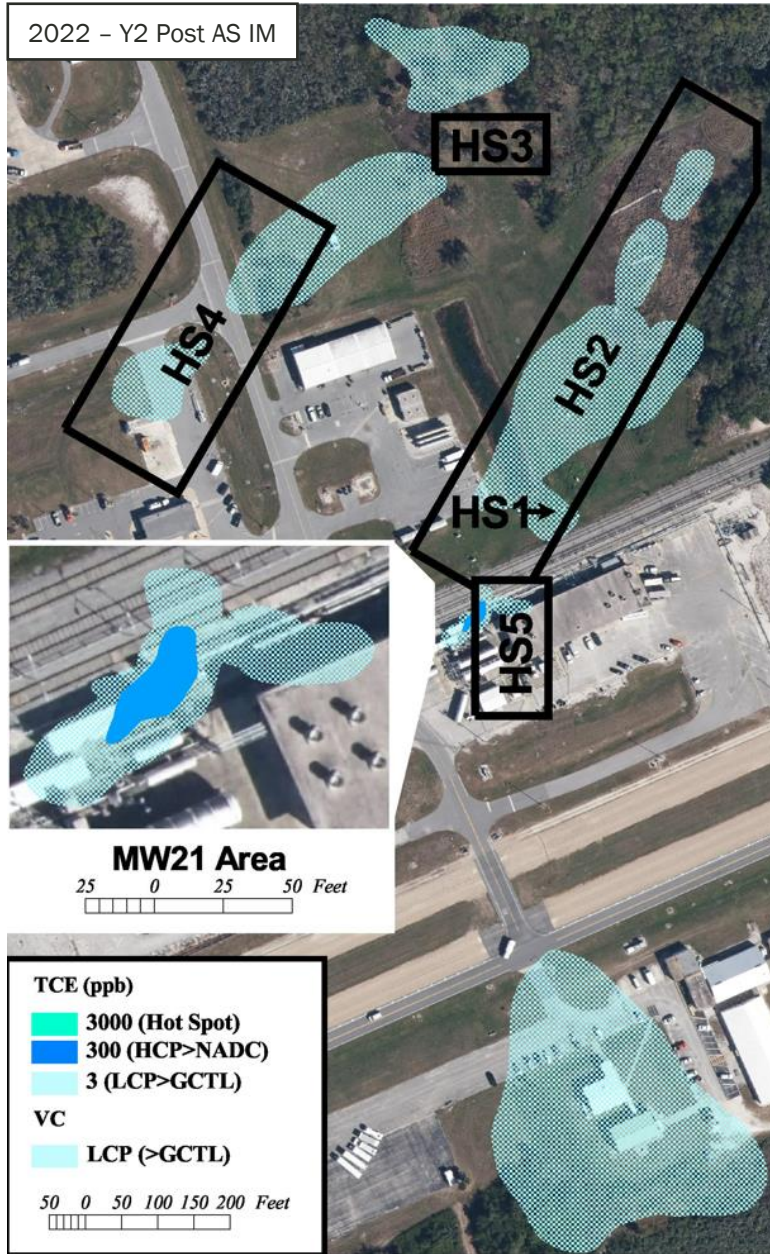 2022 – Y2 Post AS IM
HS3
HS4
HS2
HS1
HS5
MW21 Area
25 0 25 50 Feet
TCE (ppb)
3000 (Hot Spot)
300 (HCP>NADC)
3 (LCP>GCTL)
VC
LCP (>GCTL)
50 0 50 100 150 200 Feet